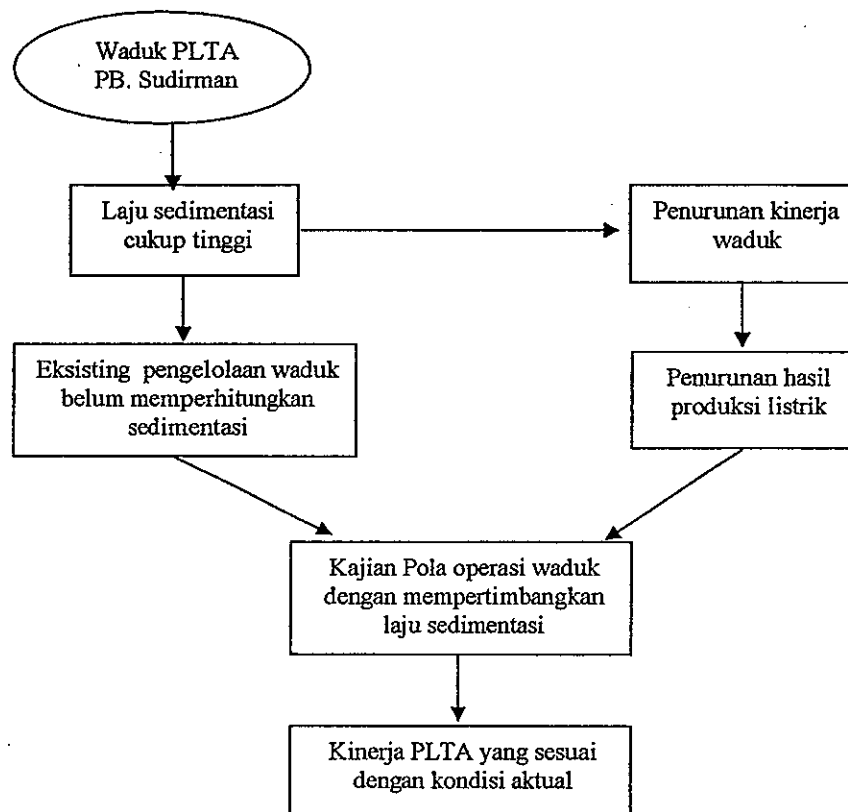 Waduk PLTA
PB. Sudirman
Laju sedimentasi
cukup tinggi
Penurunan kinerja
waduk
Eksisting pengelolaan waduk
belum memperhitungkan
sedimentasi
Penurunan hasil
produksi listrik
Kajian Pola operasi waduk
dengan mempertimbangkan
laju sedimentasi
Kinerja PLTA yang sesuai
dengan kondisi aktual